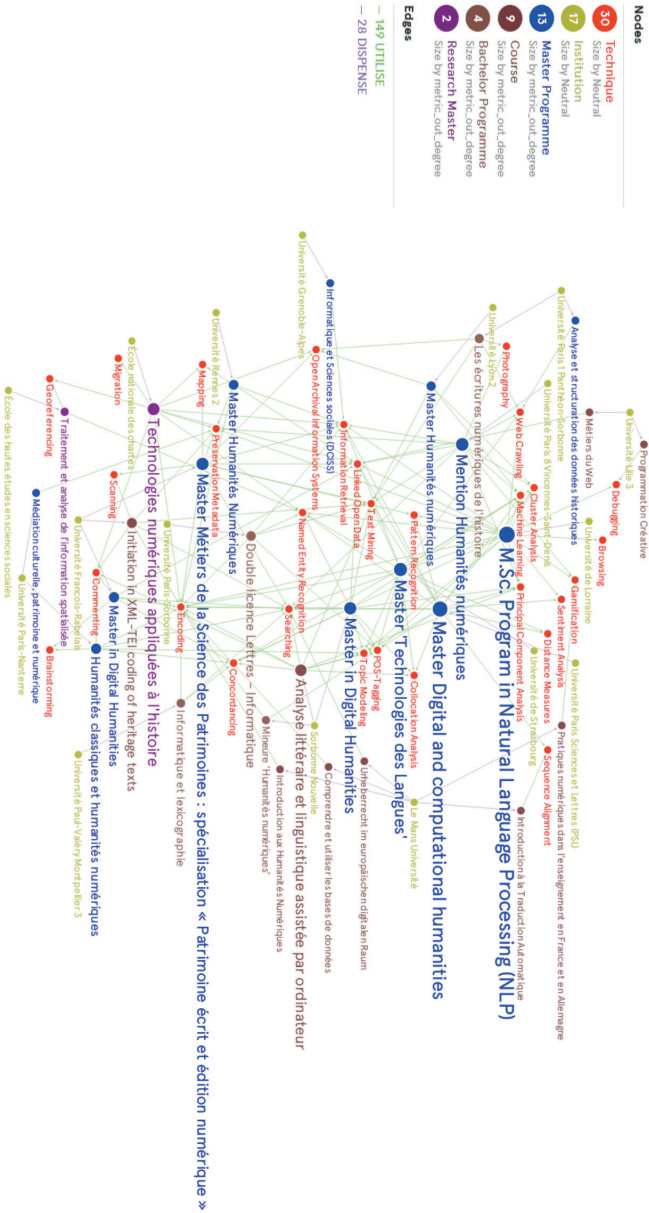 Nodes
30 Technique
Size by Neutral
17 Institution
Size by Neutral
13 Master Programme
Size by metric_out_degree
9 Course
Size by metric_out_degree
4 Bachelor Programme
Size by metric_out_degree
2 Research Master
Size by metric_out_degree
Edges
— 149 UTILISE
— 28 DISPENSE
Programmation Créative
Université Lille 3
Debugging
Métiers du Web
Browsing
Université de Lorraine
Analyse et structuration des données historiques
Gamification
Université Paris Sciences et Lettres (PSL)
Université Paris 1 Panthéon-Sorbonne
Sentiment Analysis
Pratiques numériques dans l'enseignement en France et en Allemagne
Université Paris 8 Vincennes-Saint-Denis
Distance Measures
Sequence Alignment
Cluster Analysis
Université de Strasbourg
Web Crawling
Machine Learning
Principal Component Analysis
Introduction à la Traduction Automatique
Photography
M.Sc. Program in Natural Language Processing (NLP)
Université Lyon 2
Les écritures numériques de l'histoire
Mention Humanités numériques
Master Digital and computational humanities
Master Humanités numériques
Pattern Recognition
Collocation Analysis
Le Mans Université
Master 'Technologies des Langues'
Text Mining
POS-Tagging
Linked Open Data
Topic Modeling
Urheberrecht im europäischen digitalen Raum
Information Retrieval
Master in Digital Humanities
Informatique et Sciences sociales (DCISS)
Comprendre et utiliser les bases de données
Open Archival Information Systems
Sorbonne Nouvelle
Université Grenoble-Alpes
Named Entity Recognition
Analyse littéraire et linguistique assistée par ordinateur
Searching
Introduction aux Humanités Numériques
Mineure 'Humanités numériques'
Double licence Lettres – Informatique
Master Humanités Numériques
Concordancing
Université Rennes 2
Preservation Metadata
Mapping
Master Métiers de la Science des Patrimoines : spécialisation « Patrimoine écrit et édition numérique »
Encoding
Informatique et lexicographie
Université Paris-Sorbonne
Technologies numériques appliquées à l'histoire
École nationale des chartes
Initiation in XML-TEI coding of heritage texts
Migration
Scanning
Master in Digital Humanities
Commenting
Humanités classiques et humanités numériques
Université François-Rabelais
Université Paul-Valéry Montpellier 3
Traitement et analyse de l'information spatialisée
Georeferencing
Brainstorming
Médiation culturelle, patrimoine et numérique
Université Paris-Nanterre
École des hautes études en sciences sociales